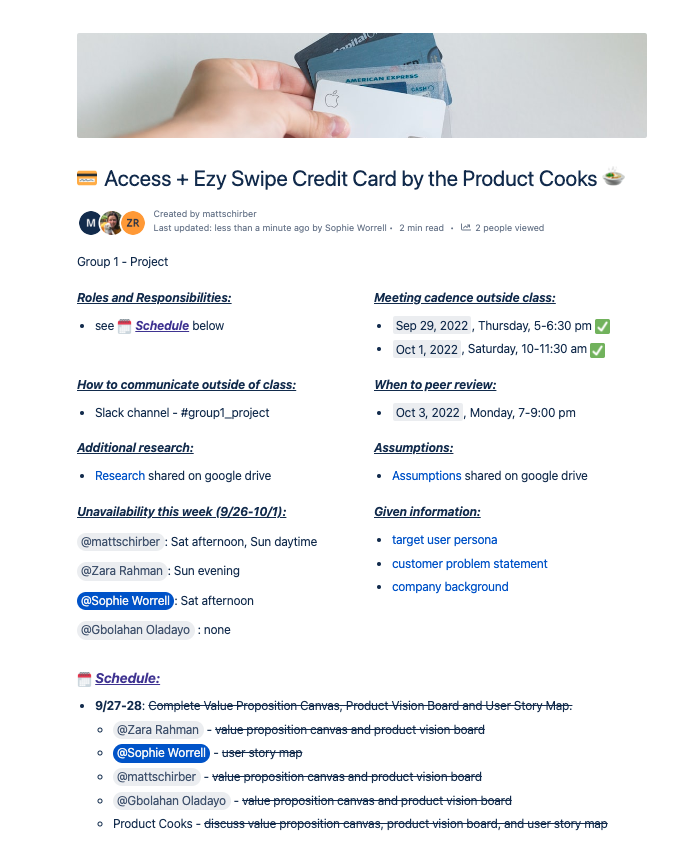 Capital
AMERICAN EXPRESS
CASH
💳 Access + Ezy Swipe Credit Card by the Product Cooks 🍲
M ZR
Created by mattschirber
Last updated: less than a minute ago by Sophie Worrell • 2 min read • 2 people viewed
Group 1 - Project
Roles and Responsibilities:
• see 🗓 Schedule below
Meeting cadence outside class:
• Sep 29, 2022 , Thursday, 5-6:30 pm ✅
• Oct 1, 2022 , Saturday, 10-11:30 am ✅
How to communicate outside of class:
• Slack channel - #group1_project
When to peer review:
• Oct 3, 2022 , Monday, 7-9:00 pm
Additional research:
• Research shared on google drive
Assumptions:
• Assumptions shared on google drive
Unavailability this week (9/26-10/1):
@mattschirber : Sat afternoon, Sun daytime
@Zara Rahman : Sun evening
@Sophie Worrell : Sat afternoon
@Gbolahan Oladayo : none
Given information:
• target user persona
• customer problem statement
• company background
🗓 Schedule:
• 9/27-28: Complete Value Proposition Canvas, Product Vision Board and User Story Map.
◦ @Zara Rahman - value proposition canvas and product vision board
◦ @Sophie Worrell - user story map
◦ @mattschirber - value proposition canvas and product vision board
◦ @Gbolahan Oladayo - value proposition canvas and product vision board
◦ Product Cooks - discuss value proposition canvas, product vision board, and user story map